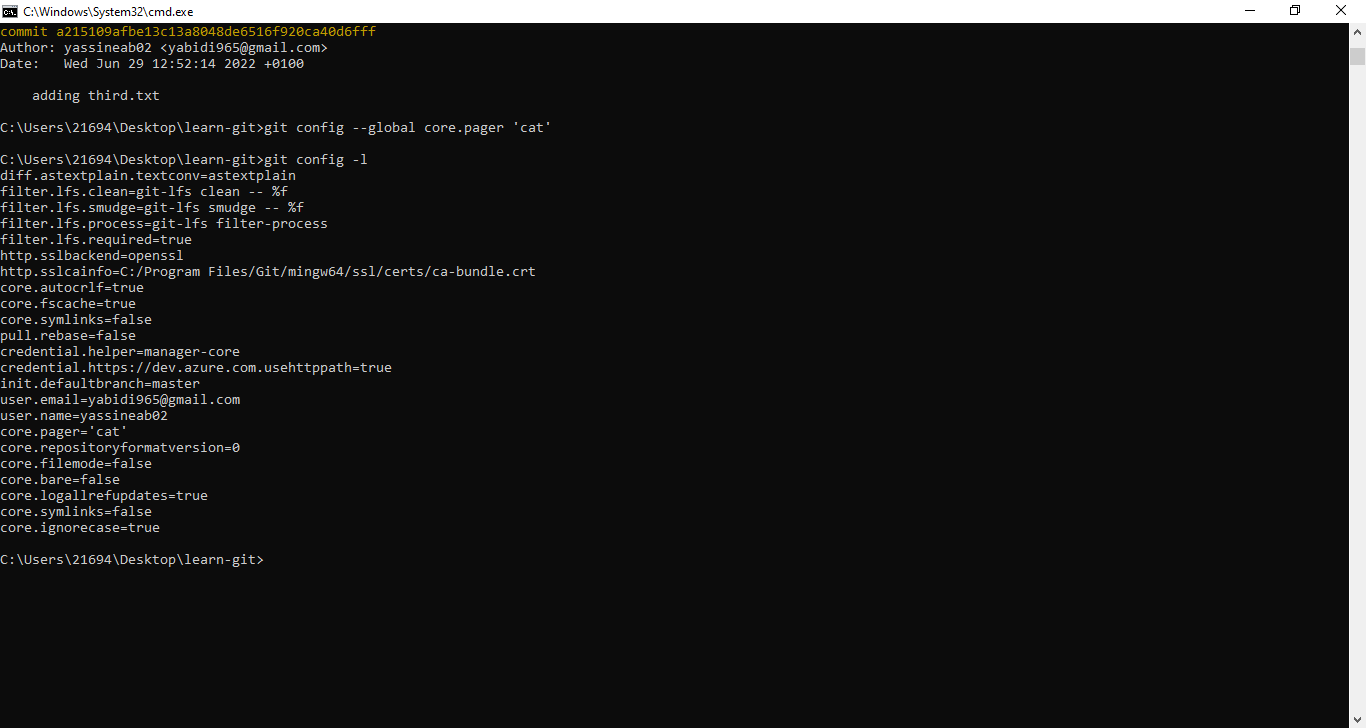 C:\Windows\System32\cmd.exe
commit a215109afbe13c13a8048de6516f920ca40d6fff
Author: yassineab02 <yabidi965@gmail.com>
Date:   Wed Jun 29 12:52:14 2022 +0100
    adding third.txt
C:\Users\21694\Desktop\learn-git>git config --global core.pager 'cat'
C:\Users\21694\Desktop\learn-git>git config -l
diff.astextplain.textconv=astextplain
filter.lfs.clean=git-lfs clean -- %f
filter.lfs.smudge=git-lfs smudge -- %f
filter.lfs.process=git-lfs filter-process
filter.lfs.required=true
http.sslbackend=openssl
http.sslcainfo=C:/Program Files/Git/mingw64/ssl/certs/ca-bundle.crt
core.autocrlf=true
core.fscache=true
core.symlinks=false
pull.rebase=false
credential.helper=manager-core
credential.https://dev.azure.com.usehttppath=true
init.defaultbranch=master
user.email=yabidi965@gmail.com
user.name=yassineab02
core.pager='cat'
core.repositoryformatversion=0
core.filemode=false
core.bare=false
core.logallrefupdates=true
core.symlinks=false
core.ignorecase=true
C:\Users\21694\Desktop\learn-git>